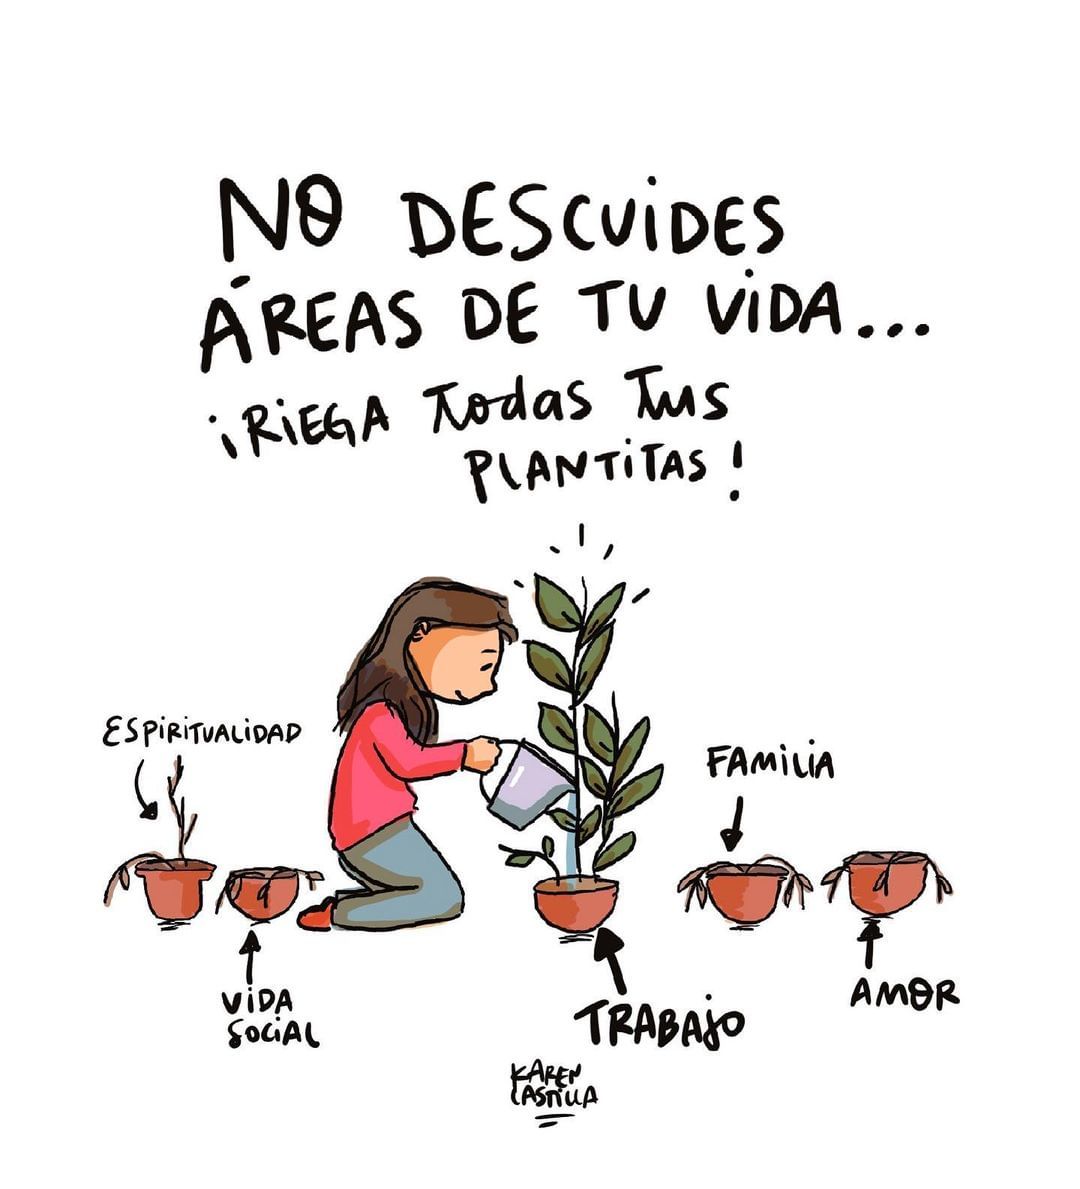 NO DESCUIDES
ÁREAS DE TU VIDA...
¡RIEGA TODAS TUS
PLANTITAS!
ESPIRITUALIDAD
FAMILIA
VIDA
SOCIAL
TRABAJO
AMOR
KAREN
CASTILLA